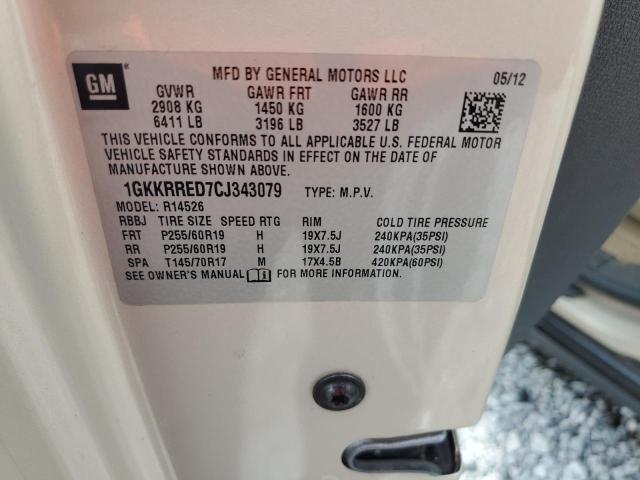 GM
MFD BY GENERAL MOTORS LLC 05/12
GVWR GAWR FRT GAWR RR
2908 KG 1450 KG 1600 KG
6411 LB 3196 LB 3527 LB
THIS VEHICLE CONFORMS TO ALL APPLICABLE U.S. FEDERAL MOTOR
VEHICLE SAFETY STANDARDS IN EFFECT ON THE DATE OF
MANUFACTURE SHOWN ABOVE.
1GKKRRED7CJ343079 TYPE: M.P.V.
MODEL: R14526
RBBJ TIRE SIZE SPEED RTG RIM COLD TIRE PRESSURE
FRT P255/60R19 H 19X7.5J 240KPA(35PSI)
RR P255/60R19 H 19X7.5J 240KPA(35PSI)
SPA T145/70R17 M 17X4.5B 420KPA(60PSI)
SEE OWNER'S MANUAL FOR MORE INFORMATION.